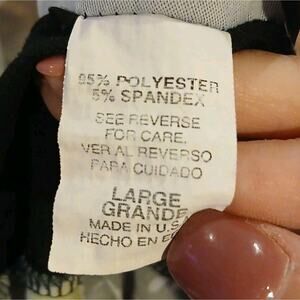 95% POLYESTER
5% SPANDEX
SEE REVERSE
FOR CARE.
VER AL REVERSO
PARA CUIDADO
LARGE
GRANDE
MADE IN U.S
HECHO EN E